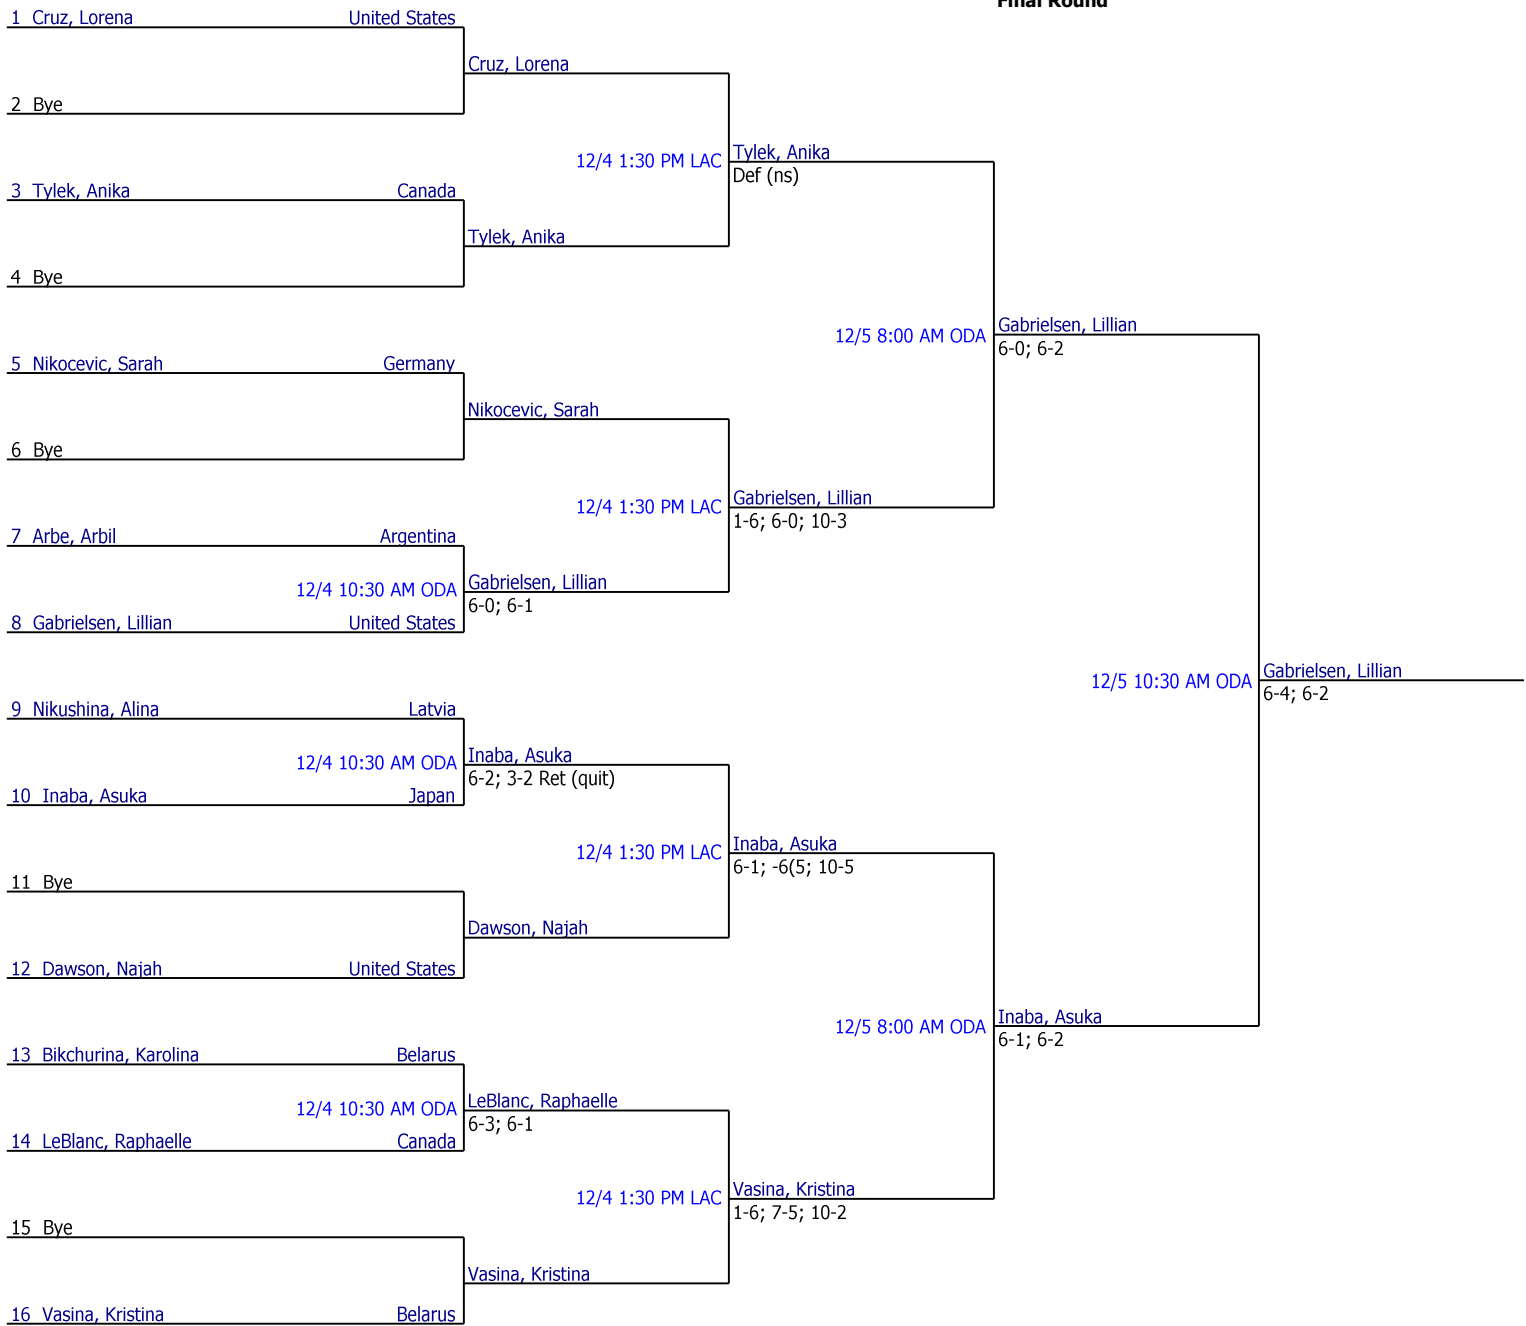 Final Round
1 Cruz, Lorena United States
Cruz, Lorena
2 Bye
12/4 1:30 PM LAC Tylek, Anika
Def (ns)
3 Tylek, Anika Canada
Tylek, Anika
4 Bye
12/5 8:00 AM ODA Gabrielsen, Lillian
6-0; 6-2
5 Nikocevic, Sarah Germany
Nikocevic, Sarah
6 Bye
12/4 1:30 PM LAC Gabrielsen, Lillian
1-6; 6-0; 10-3
7 Arbe, Arbil Argentina
12/4 10:30 AM ODA Gabrielsen, Lillian
6-0; 6-1
8 Gabrielsen, Lillian United States
12/5 10:30 AM ODA Gabrielsen, Lillian
6-4; 6-2
9 Nikushina, Alina Latvia
12/4 10:30 AM ODA Inaba, Asuka
6-2; 3-2 Ret (quit)
10 Inaba, Asuka Japan
12/4 1:30 PM LAC Inaba, Asuka
6-1; -6(5; 10-5
11 Bye
Dawson, Najah
12 Dawson, Najah United States
12/5 8:00 AM ODA Inaba, Asuka
6-1; 6-2
13 Bikchurina, Karolina Belarus
12/4 10:30 AM ODA LeBlanc, Raphaelle
6-3; 6-1
14 LeBlanc, Raphaelle Canada
12/4 1:30 PM LAC Vasina, Kristina
1-6; 7-5; 10-2
15 Bye
Vasina, Kristina
16 Vasina, Kristina Belarus